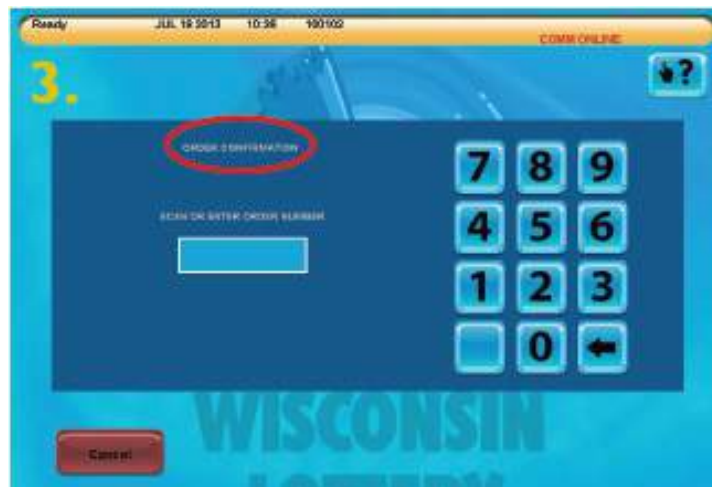 Ready JUL 19 2013 10:36 100102
COMM ONLINE
3.
?
ORDER CONFIRMATION
7 8 9
SCAN OR ENTER ORDER NUMBER
4 5 6
1 2 3
0
WISCONSIN
Cancel
LOTTERY